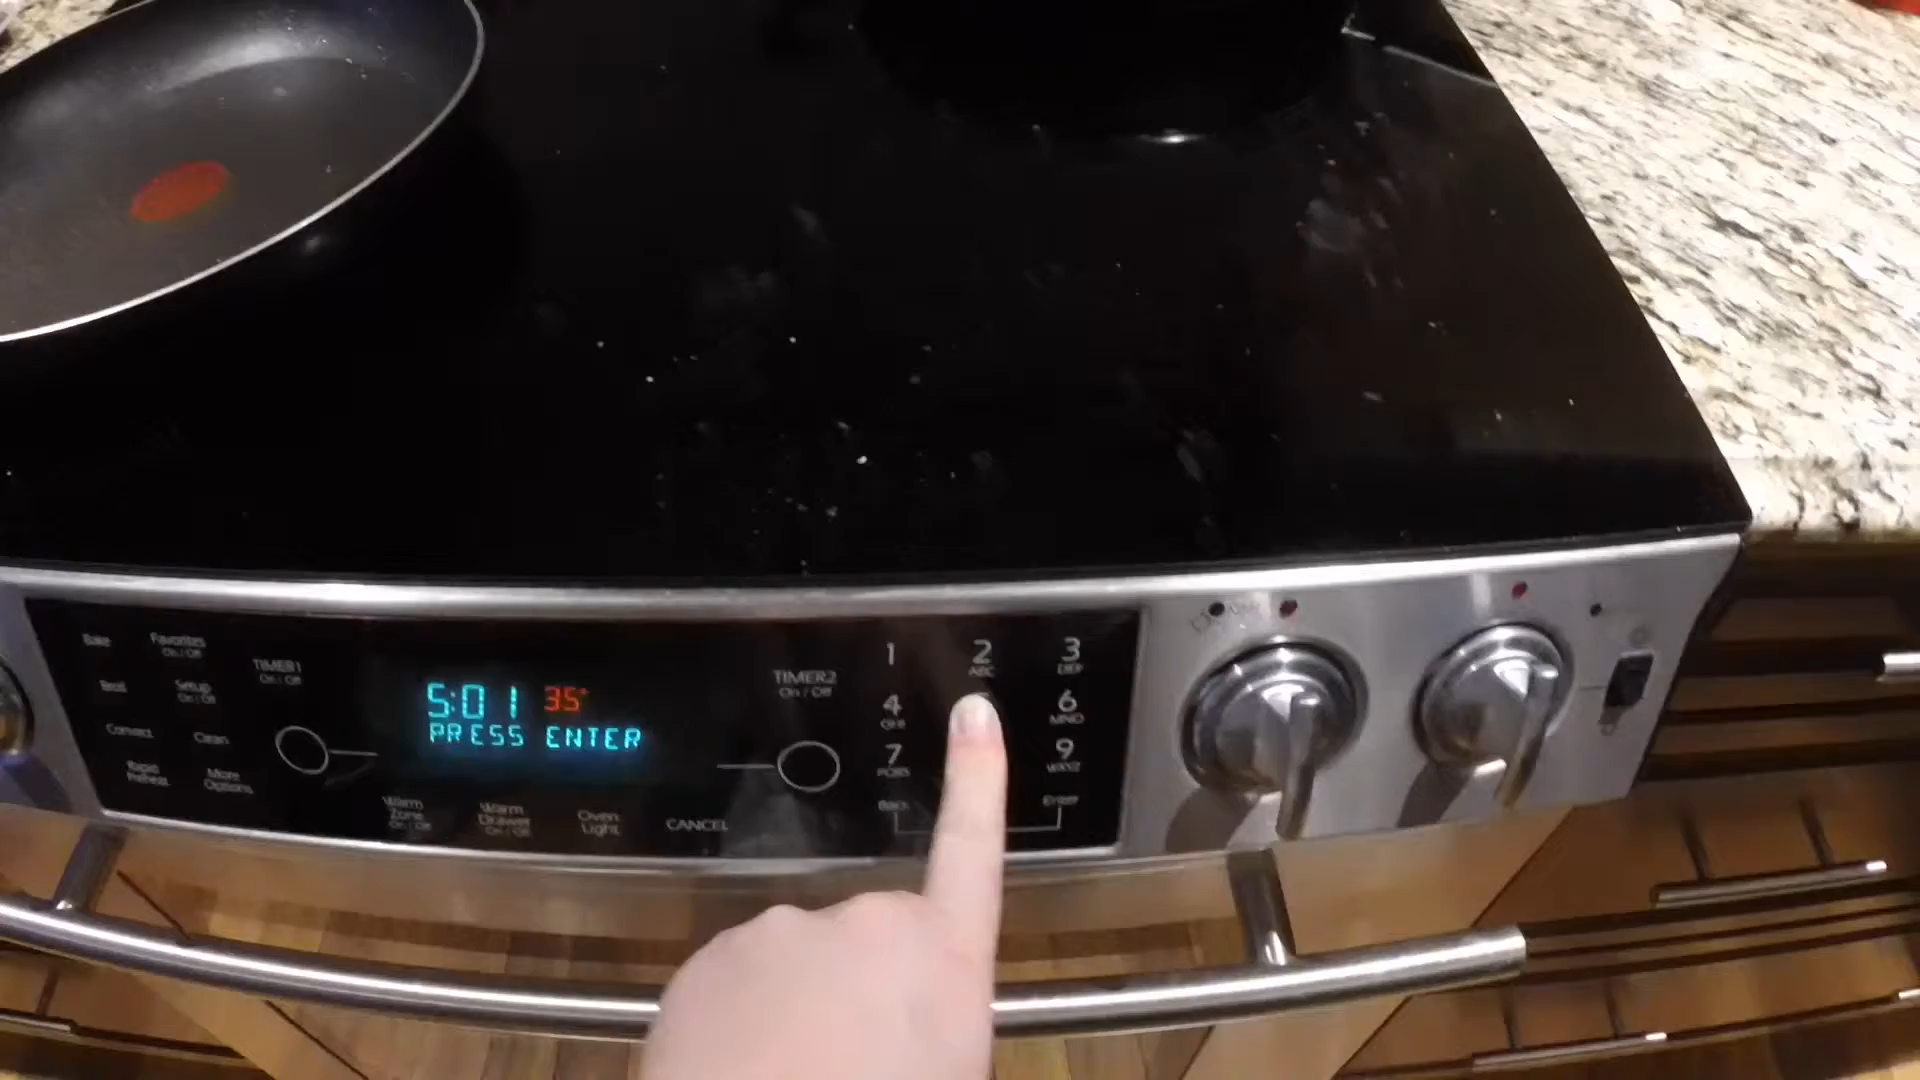 Bake
Favorites
On / Off
Broil
Setup
On / Off
Convect
Clean
Rapid
Preheat
More
Options
TIMER1
On / Off
5:01 35°
PRESS ENTER
Warm
Zone
On / Off
Warm
Drawer
On / Off
Oven
Light
CANCEL
TIMER2
On / Off
1
2
ABC
3
DEF
4
GHI
6
MNO
7
PQRS
9
WXYZ
Back
Enter